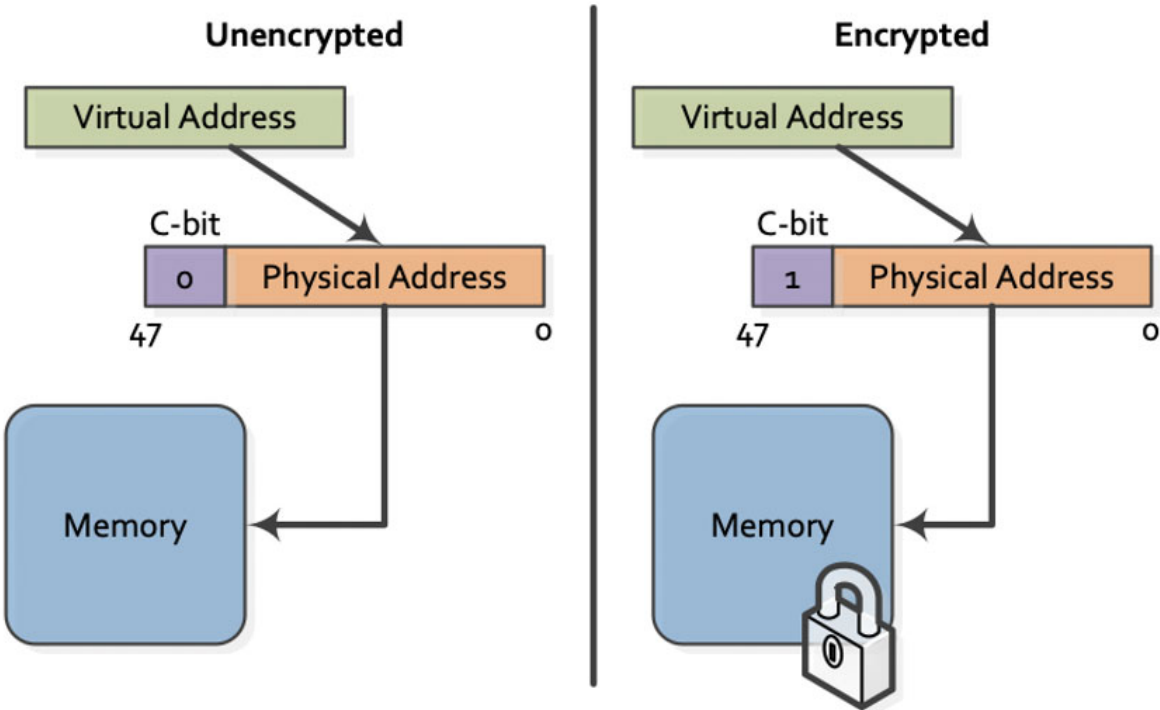 Unencrypted
Virtual Address
C-bit
0
Physical Address
47
0
Memory
Encrypted
Virtual Address
C-bit
1
Physical Address
47
0
Memory